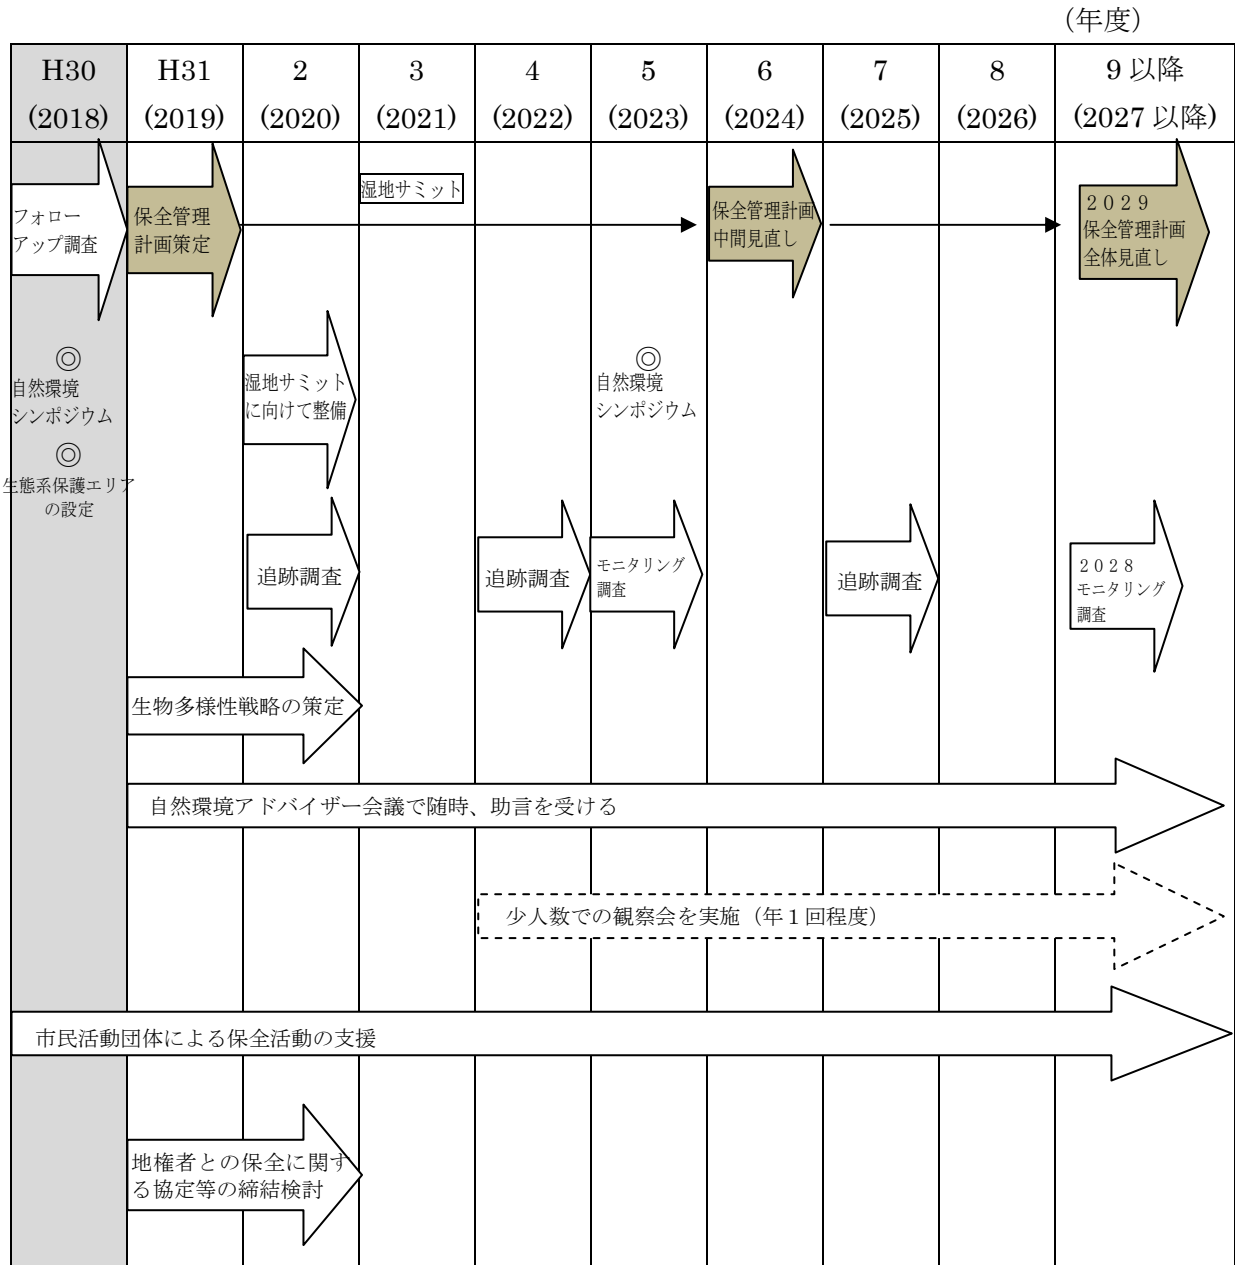 （年度）
H30 H31 2 3 4 5 6 7 8 9 以降
(2018) (2019) (2020) (2021) (2022) (2023) (2024) (2025) (2026) (2027 以降)
フォロー
アップ調査
保全管理
計画策定
湿地サミット
保全管理計画
中間見直し
２０２９
保全管理計画
全体見直し
◎
自然環境
シンポジウム
◎
生態系保護エリア
の設定
湿地サミット
に向けて整備
◎
自然環境
シンポジウム
追跡調査
追跡調査
モニタリング
調査
追跡調査
２０２８
モニタリング
調査
生物多様性戦略の策定
自然環境アドバイザー会議で随時、助言を受ける
少人数での観察会を実施（年１回程度）
市民活動団体による保全活動の支援
地権者との保全に関す
る協定等の締結検討